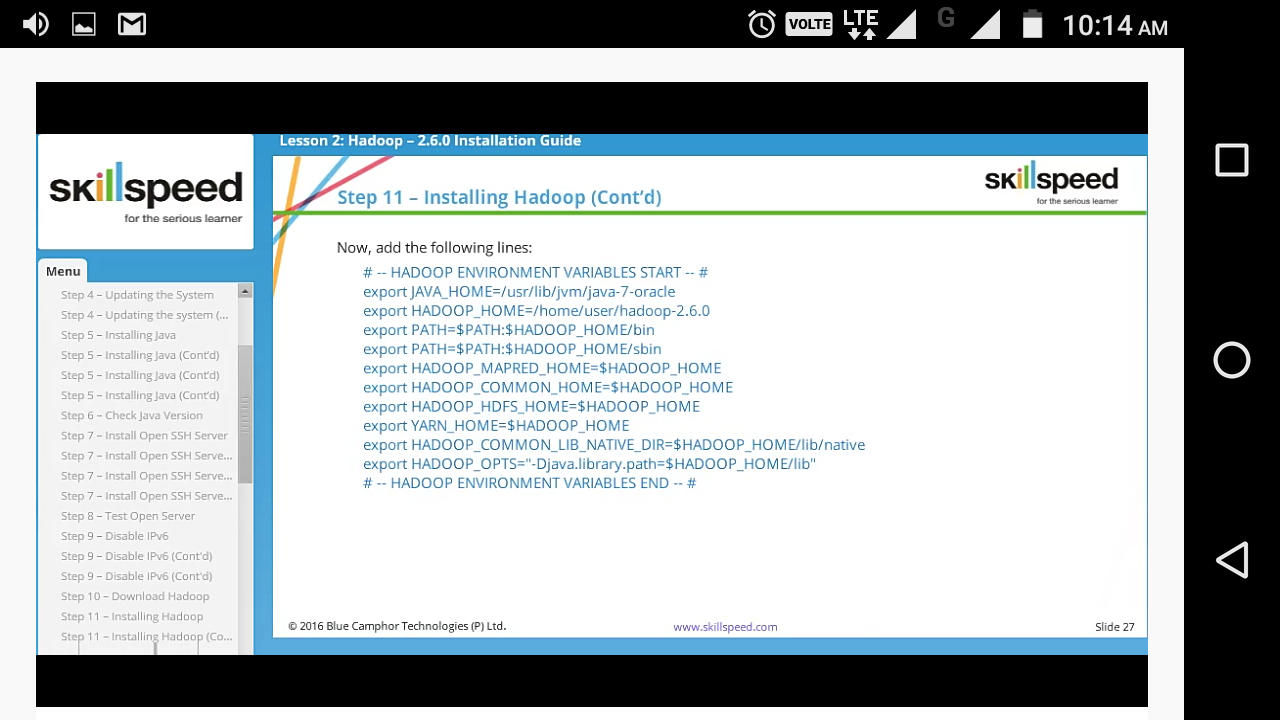 VOLTE LTE G 10:14 AM
Lesson 2: Hadoop – 2.6.0 Installation Guide
skillspeed
for the serious learner
Menu
Step 4 – Updating the System
Step 4 – Updating the system (...
Step 5 – Installing Java
Step 5 – Installing Java (Cont'd)
Step 5 – Installing Java (Cont'd)
Step 5 – Installing Java (Cont'd)
Step 6 – Check Java Version
Step 7 – Install Open SSH Server
Step 7 – Install Open SSH Serve...
Step 7 – Install Open SSH Serve...
Step 7 – Install Open SSH Serve...
Step 8 – Test Open Server
Step 9 – Disable IPv6
Step 9 – Disable IPv6 (Cont'd)
Step 9 – Disable IPv6 (Cont'd)
Step 10 – Download Hadoop
Step 11 – Installing Hadoop
Step 11 – Installing Hadoop (Co...
Step 11 – Installing Hadoop (Cont'd)
skillspeed
for the serious learner
Now, add the following lines:
# -- HADOOP ENVIRONMENT VARIABLES START -- #
export JAVA_HOME=/usr/lib/jvm/java-7-oracle
export HADOOP_HOME=/home/user/hadoop-2.6.0
export PATH=$PATH:$HADOOP_HOME/bin
export PATH=$PATH:$HADOOP_HOME/sbin
export HADOOP_MAPRED_HOME=$HADOOP_HOME
export HADOOP_COMMON_HOME=$HADOOP_HOME
export HADOOP_HDFS_HOME=$HADOOP_HOME
export YARN_HOME=$HADOOP_HOME
export HADOOP_COMMON_LIB_NATIVE_DIR=$HADOOP_HOME/lib/native
export HADOOP_OPTS="-Djava.library.path=$HADOOP_HOME/lib"
# -- HADOOP ENVIRONMENT VARIABLES END -- #
© 2016 Blue Camphor Technologies (P) Ltd.
www.skillspeed.com
Slide 27